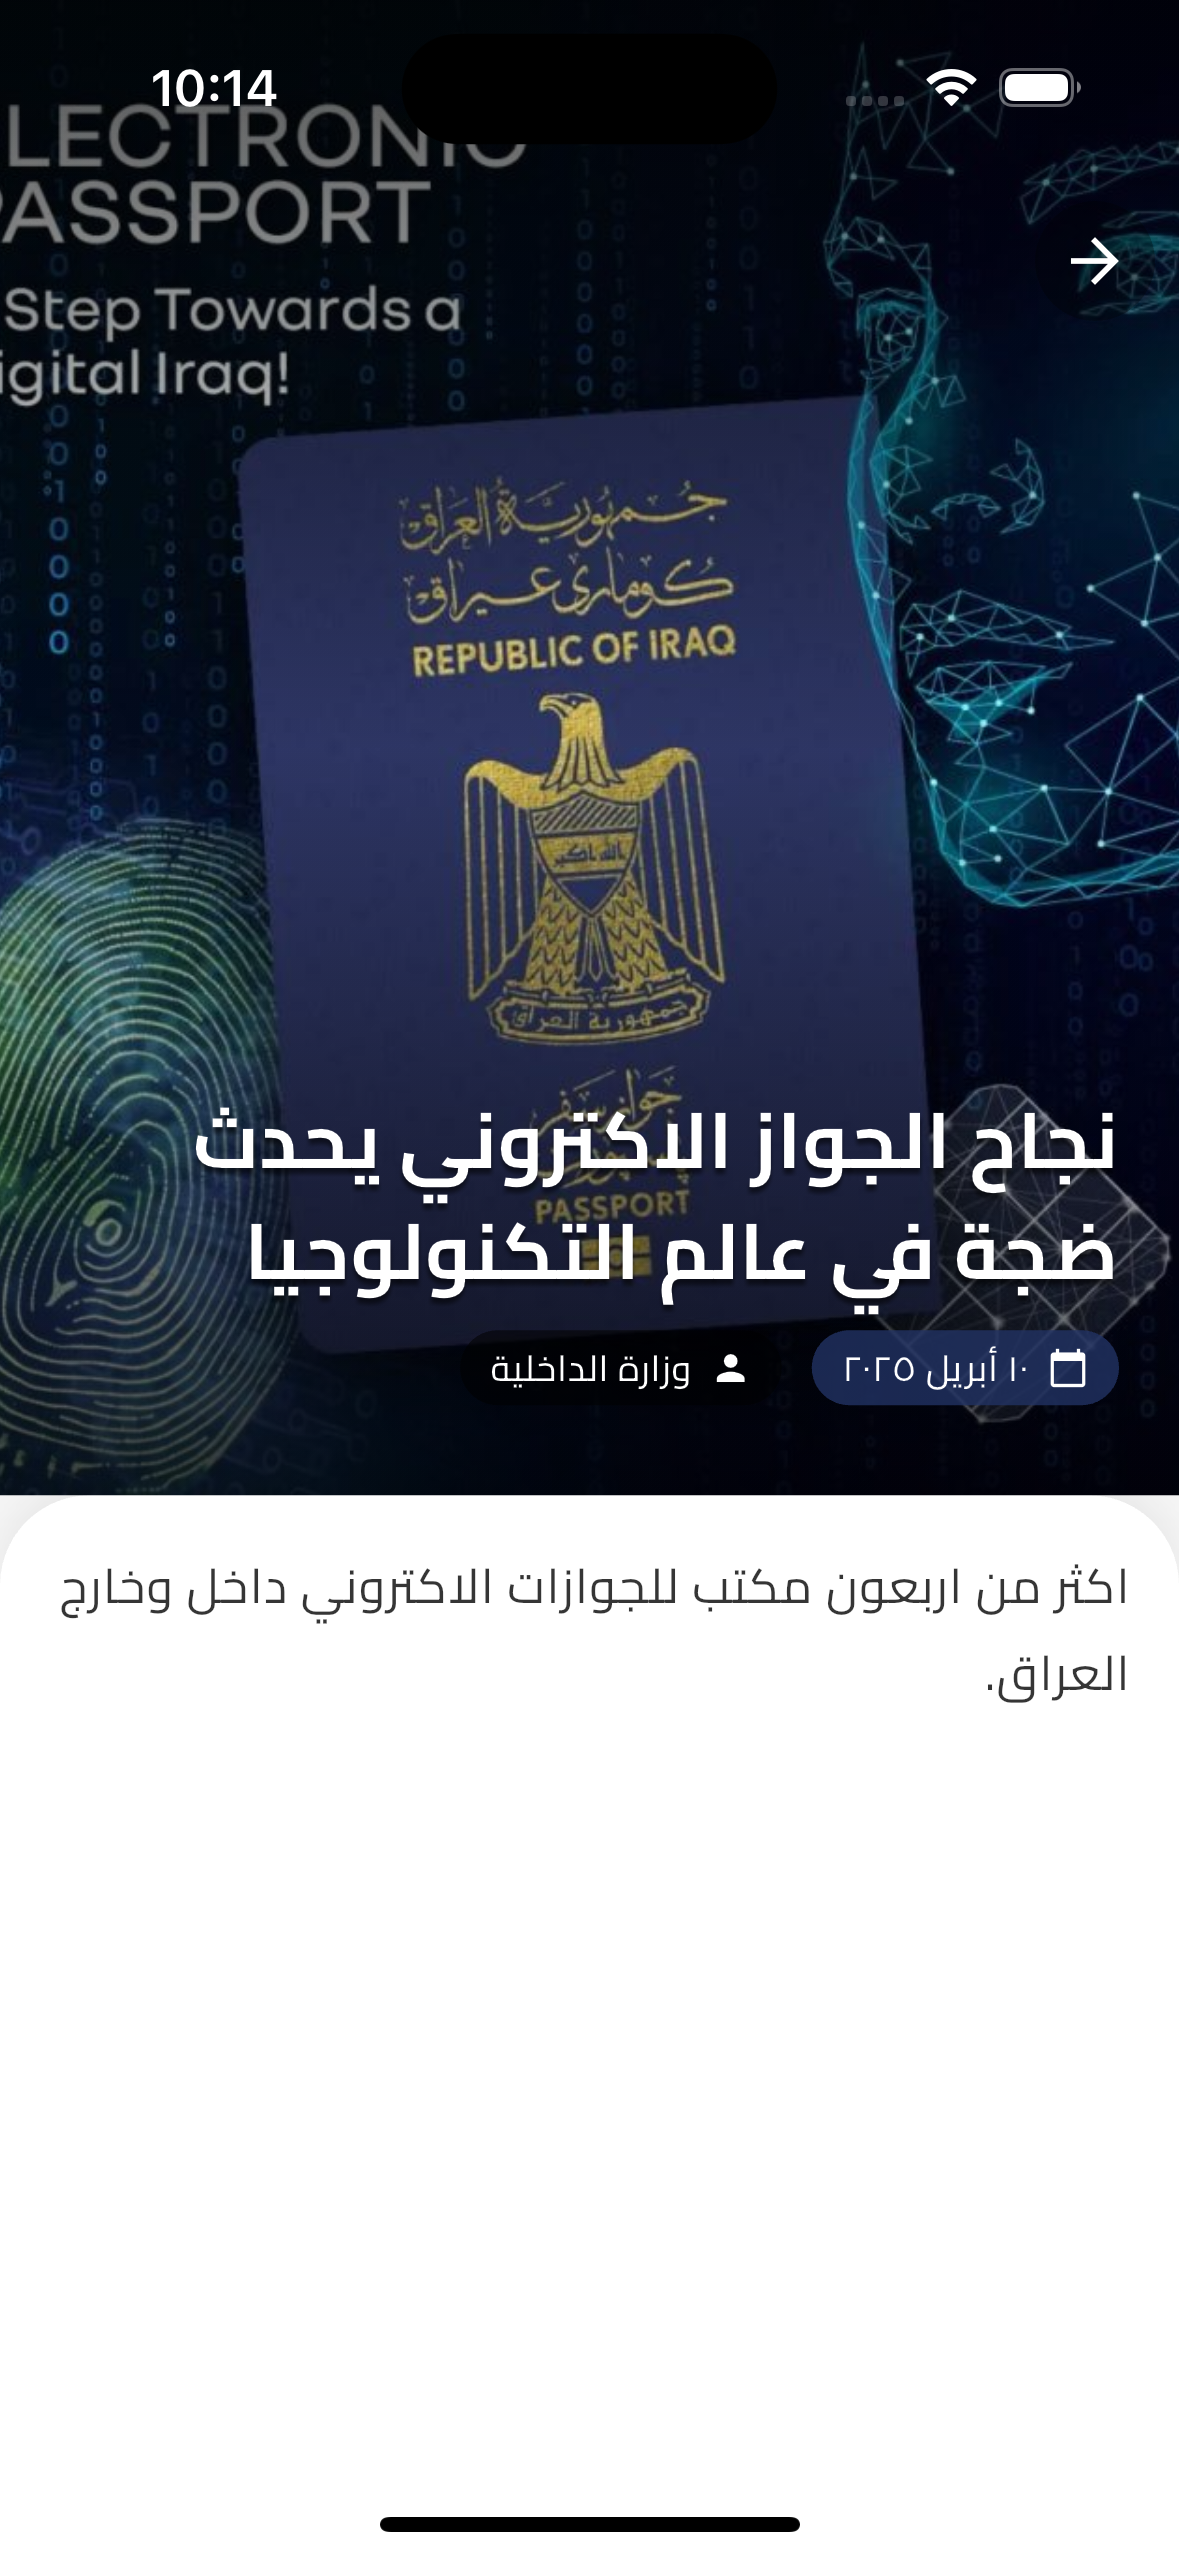 10:14
LECTRONIC
PASSPORT
Step Towards a
igital Iraq!
جمهورية العراق
كوماری عیراق
REPUBLIC OF IRAQ
الله اكبر
جمهورية العراق
جواز سفر
PASSPORT
نجاح الجواز الاكتروني يحدث
ضجة في عالم التكنولوجيا
١٠ أبريل ٢٠٢٥
وزارة الداخلية
اكثر من اربعون مكتب للجوازات الاكتروني داخل وخارج
العراق.